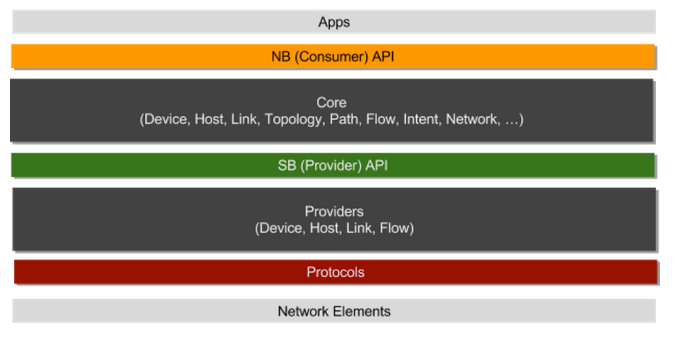 Apps
NB (Consumer) API
Core
(Device, Host, Link, Topology, Path, Flow, Intent, Network, …)
SB (Provider) API
Providers
(Device, Host, Link, Flow)
Protocols
Network Elements